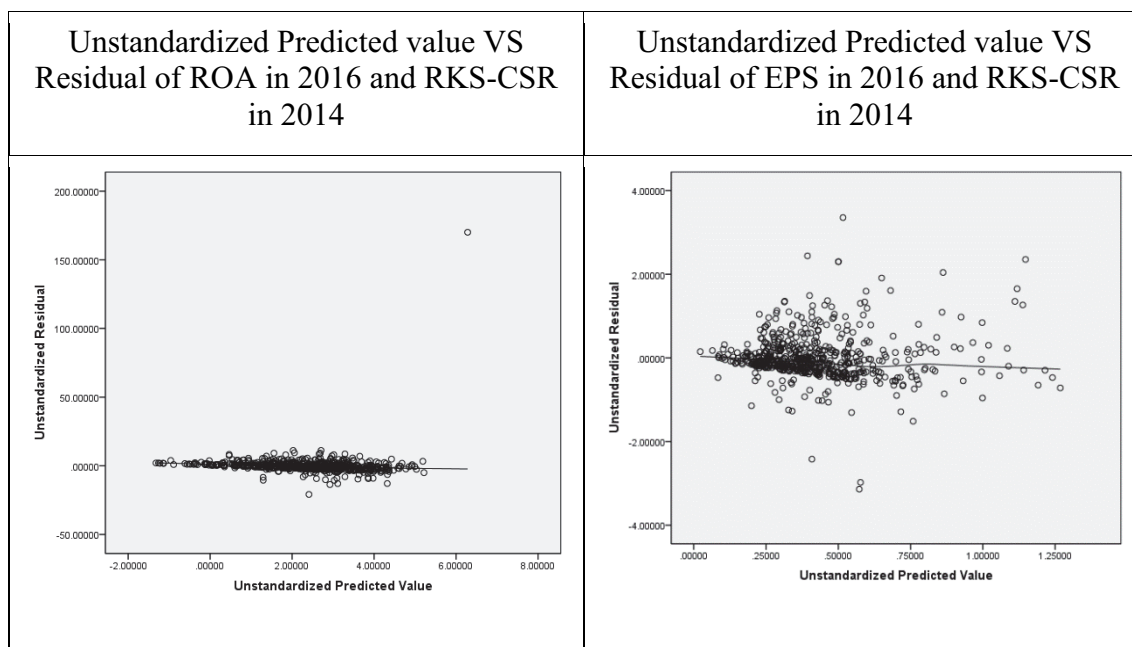 Unstandardized Predicted value VS
Residual of ROA in 2016 and RKS-CSR
in 2014
Unstandardized Predicted value VS
Residual of EPS in 2016 and RKS-CSR
in 2014
200.00000
150.00000
100.00000
50.00000
.00000
-50.00000
Unstandardized Residual
-2.00000
.00000
2.00000
4.00000
6.00000
8.00000
Unstandardized Predicted Value
4.00000
2.00000
.00000
-2.00000
-4.00000
Unstandardized Residual
.00000
.25000
.50000
.75000
1.00000
1.25000
Unstandardized Predicted Value